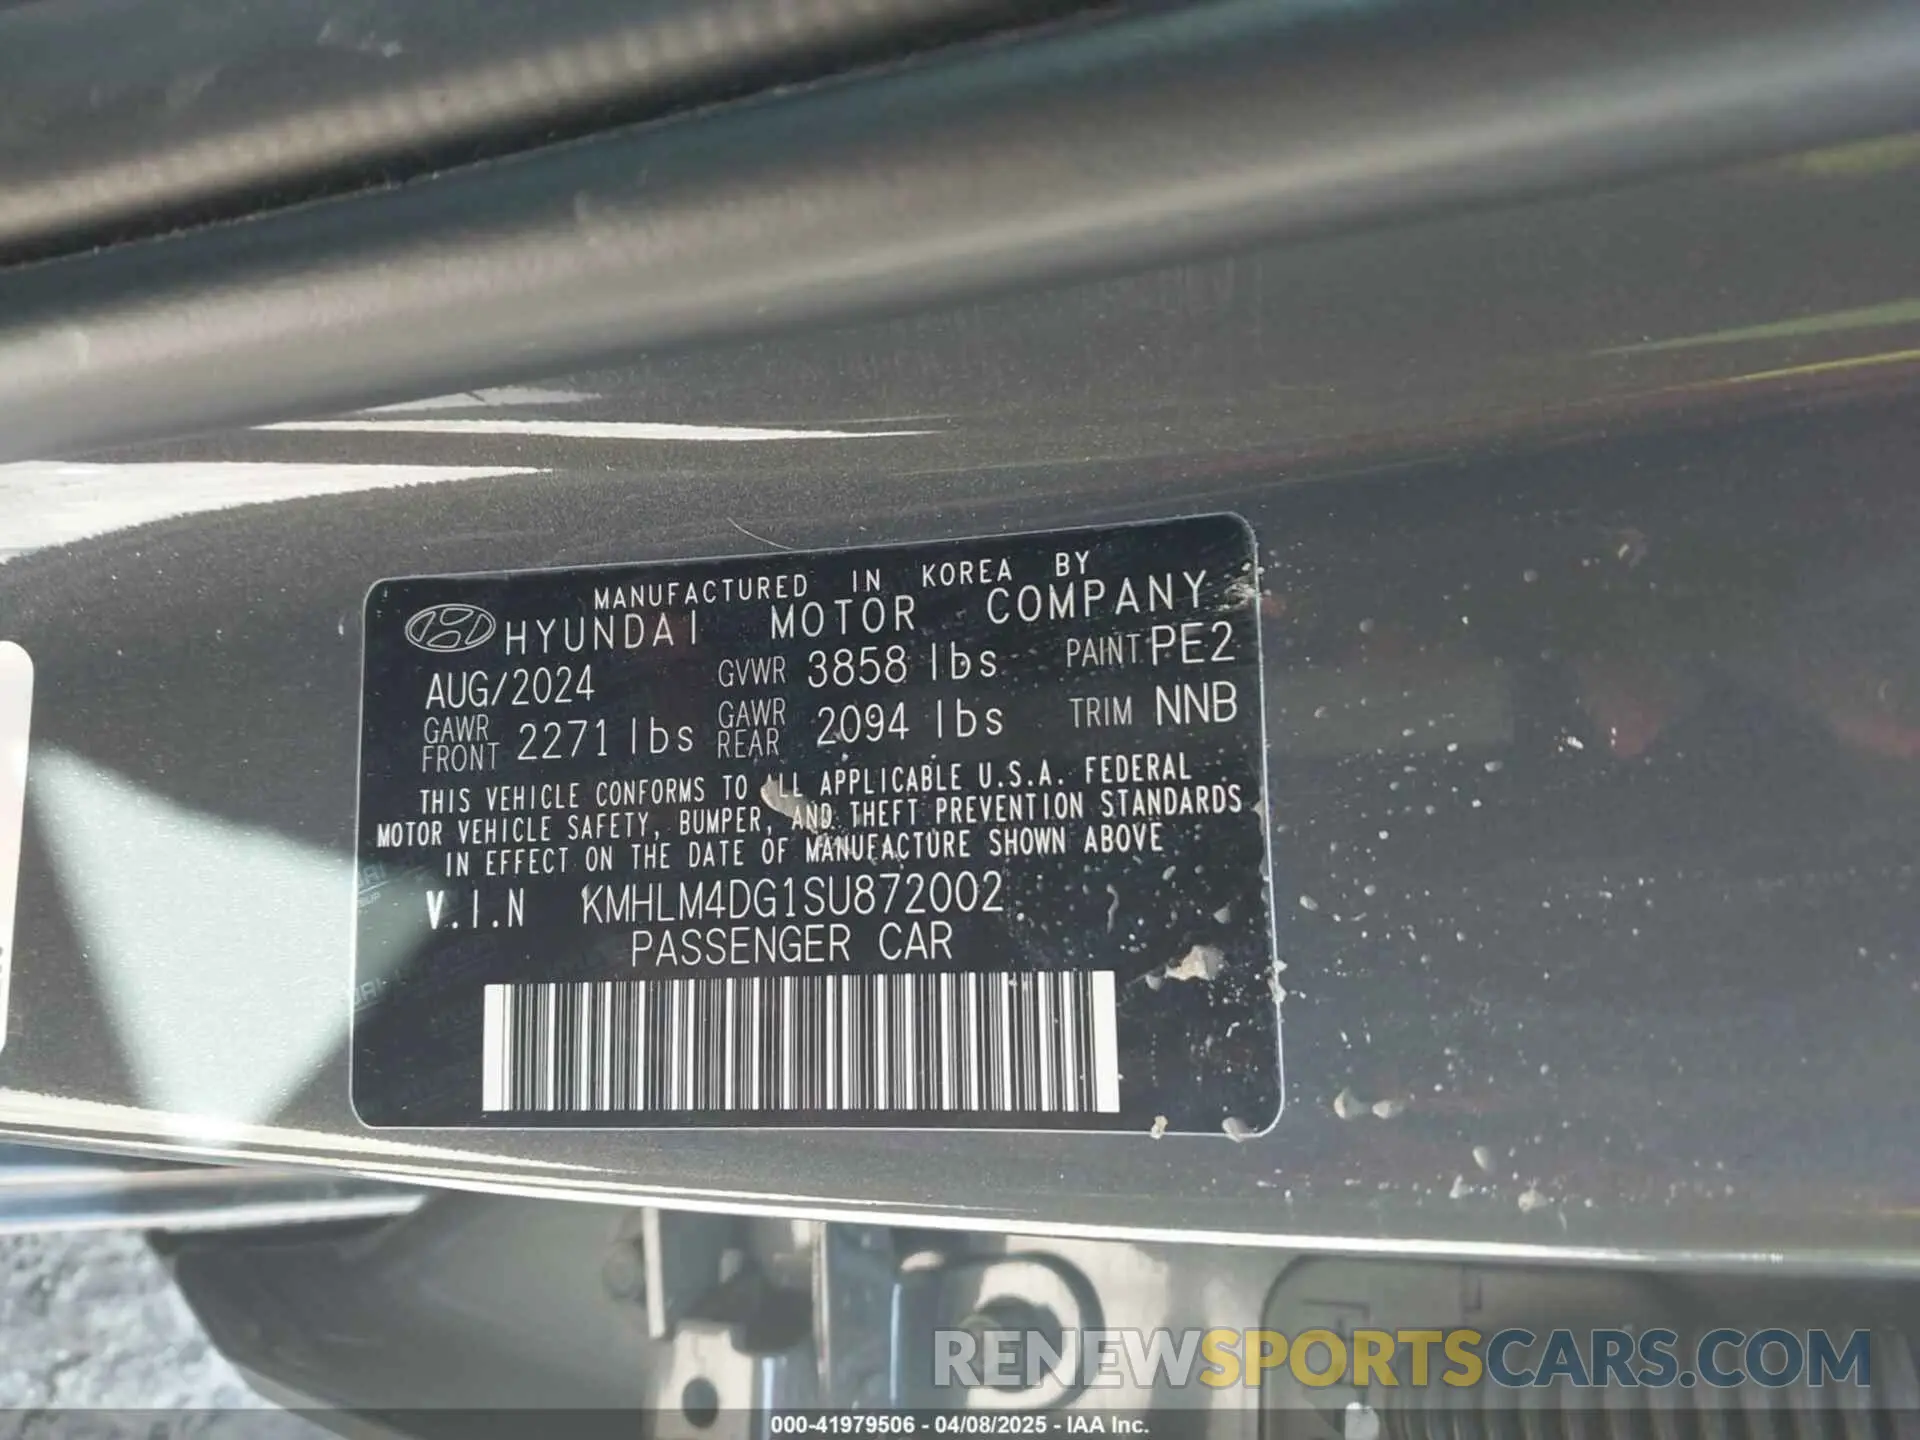 MANUFACTURED IN KOREA BY
HYUNDAI MOTOR COMPANY
AUG/2024 GVWR 3858 lbs PAINT PE2
GAWR FRONT 2271 lbs GAWR REAR 2094 lbs TRIM NNB
THIS VEHICLE CONFORMS TO ALL APPLICABLE U.S.A. FEDERAL
MOTOR VEHICLE SAFETY, BUMPER, AND THEFT PREVENTION STANDARDS
IN EFFECT ON THE DATE OF MANUFACTURE SHOWN ABOVE
V.I.N KMHLM4DG1SU872002
PASSENGER CAR
RENEWSPORTSCARS.COM
000-41979506 - 04/08/2025 - IAA Inc.